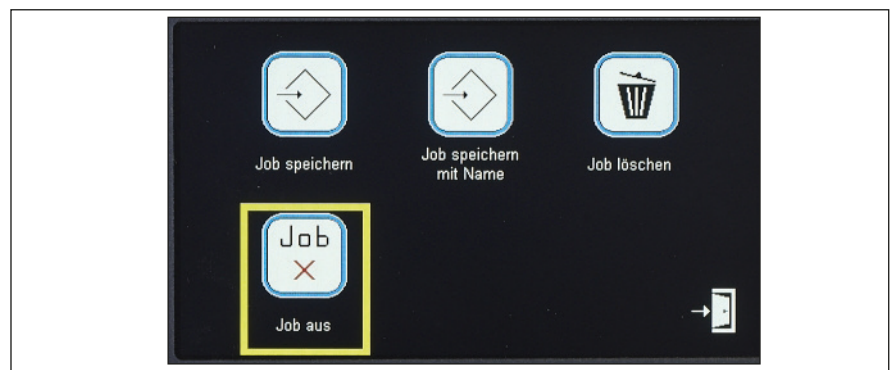 Job speichern
Job speichern
mit Name
Job löschen
Job
Job aus